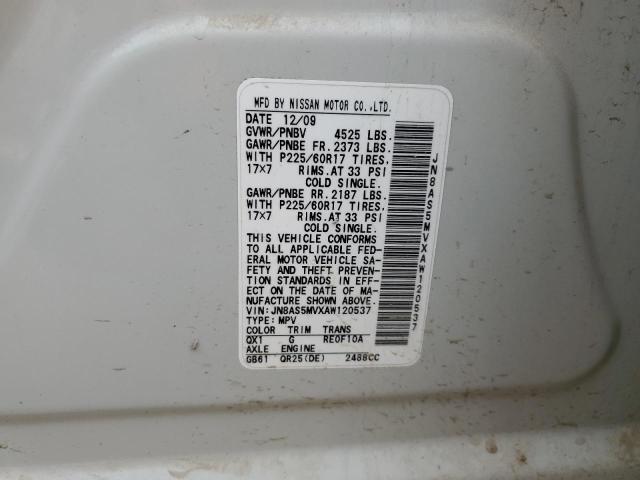 MFD BY NISSAN MOTOR CO.,LTD.
DATE 12/09
GVWR/PNBV 4525 LBS.
GAWR/PNBE FR. 2373 LBS.
WITH P225/60R17 TIRES,
17x7 RIMS.AT 33 PSI
COLD SINGLE.
GAWR/PNBE RR. 2187 LBS.
WITH P225/60R17 TIRES,
17x7 RIMS.AT 33 PSI
COLD SINGLE.
THIS VEHICLE CONFORMS
TO ALL APPLICABLE FED-
ERAL MOTOR VEHICLE SA-
FETY AND THEFT PREVEN-
TION STANDARDS IN EFF-
ECT ON THE DATE OF MA-
NUFACTURE SHOWN ABOVE.
VIN: JN8AS5MVXAW120537
TYPE: MPV
COLOR TRIM TRANS
QX1 G RE0F10A
AXLE ENGINE
GB61 QR25(DE) 2488CC
JN8AS5MVXAW120537